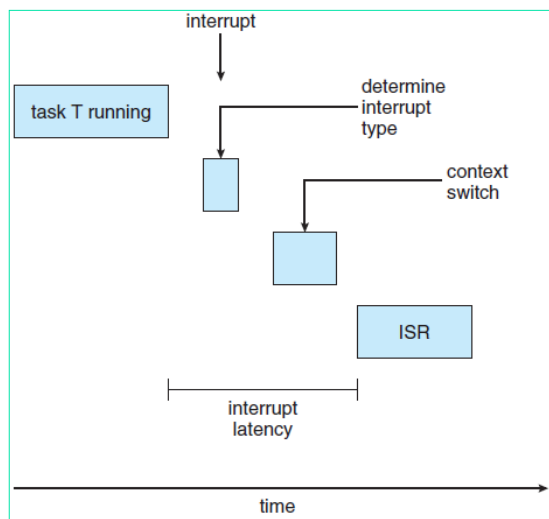 interrupt
task T running
determine
interrupt
type
context
switch
ISR
interrupt
latency
time